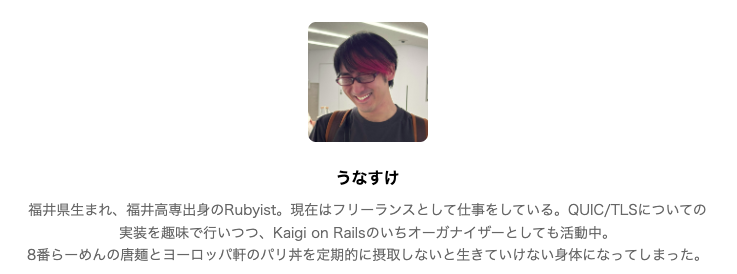 うなすけ
福井県生まれ、福井高専出身のRubyist。現在はフリーランスとして仕事をしている。QUIC/TLSについての
実装を趣味で行いつつ、Kaigi on Railsのいちオーガナイザーとしても活動中。
8番らーめんの唐麺とヨーロッパ軒のパリ丼を定期的に摂取しないと生きていけない身体になってしまった。